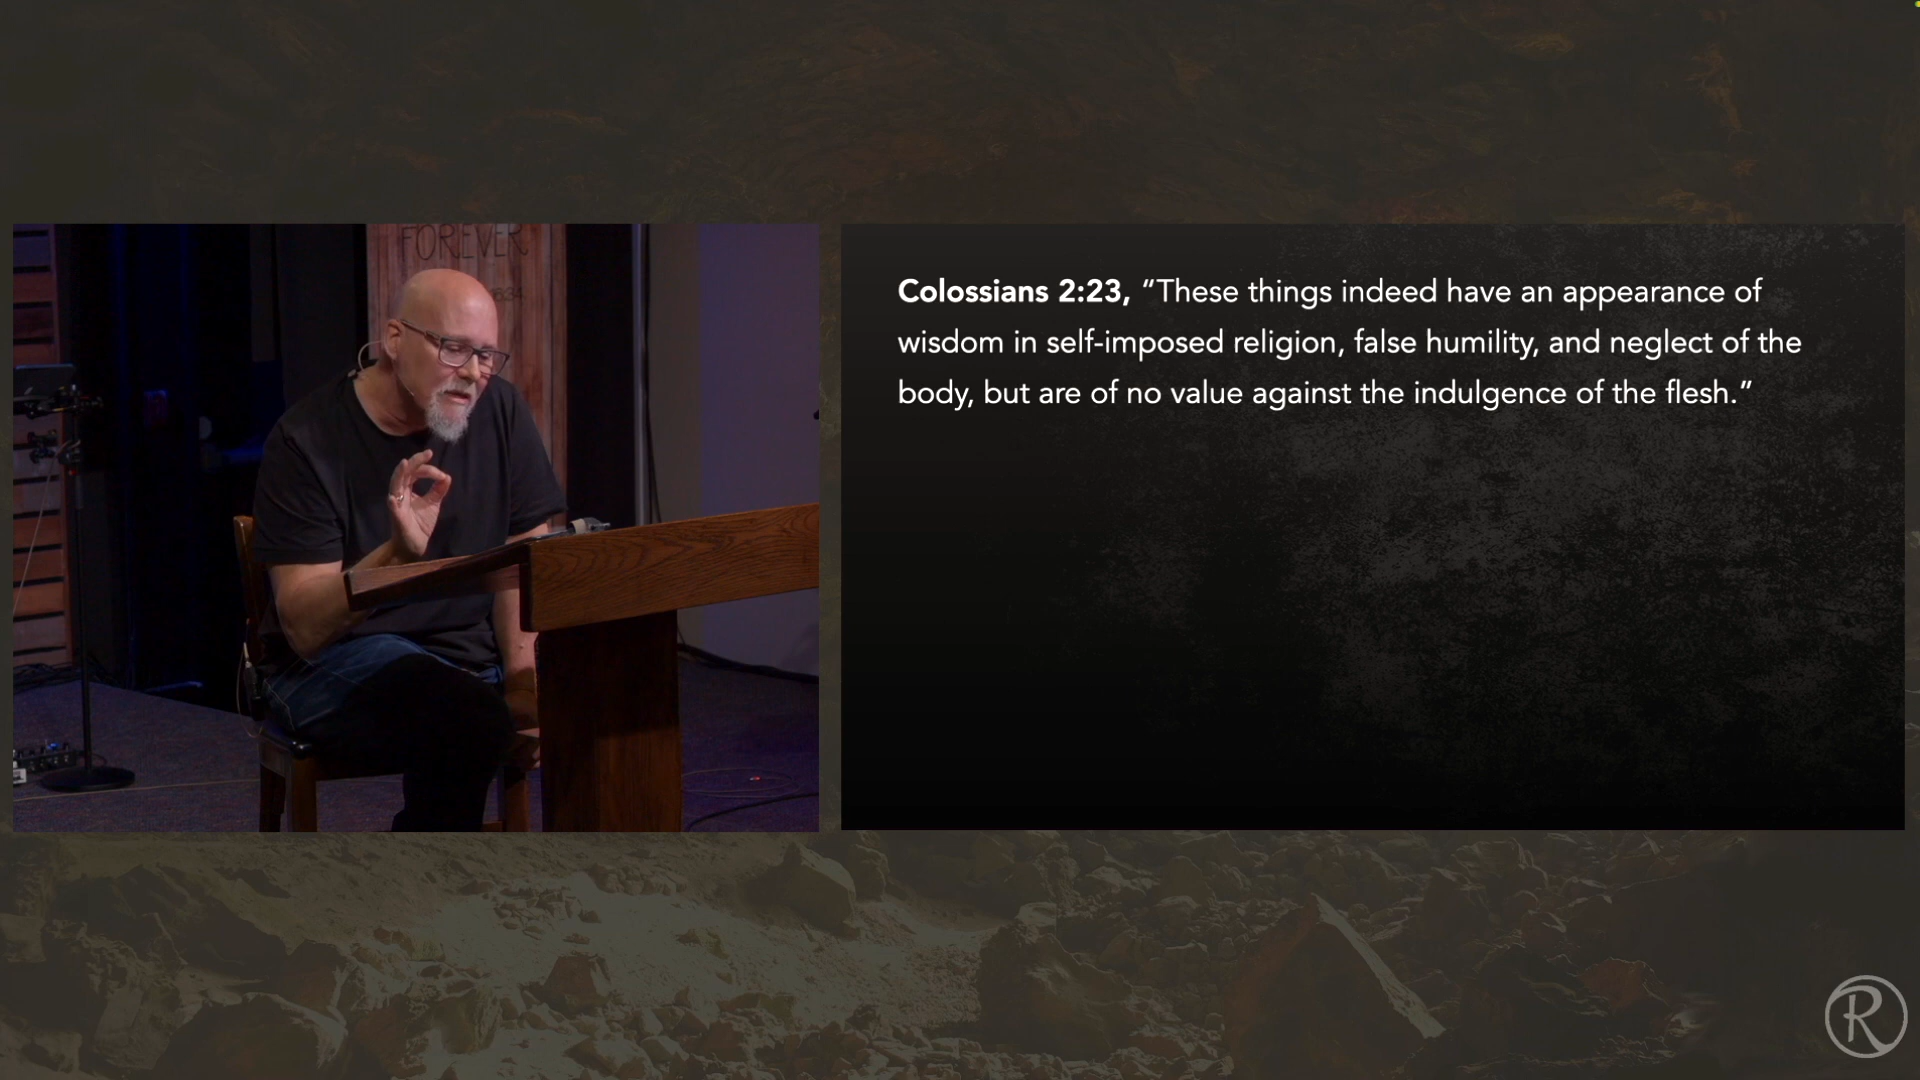 FOREVER
Colossians 2:23, “These things indeed have an appearance of
wisdom in self-imposed religion, false humility, and neglect of the
body, but are of no value against the indulgence of the flesh.”
R